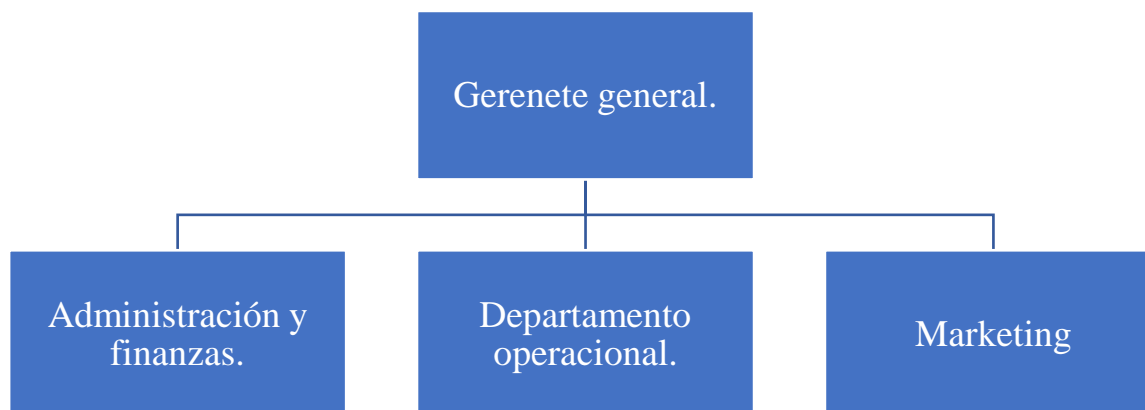 Gerenete general.
Administración y
finanzas.
Departamento
operacional.
Marketing